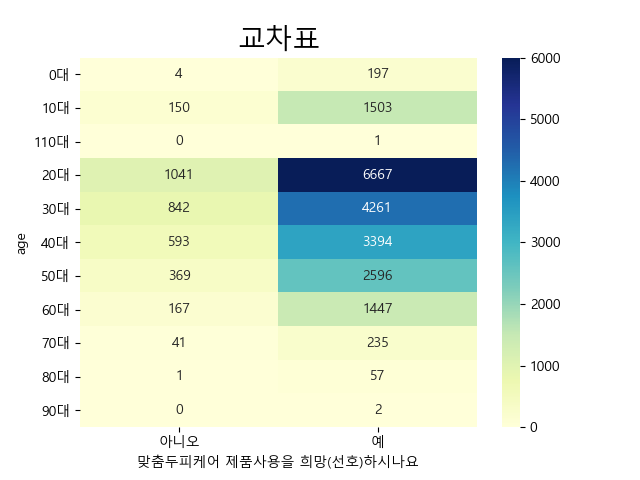 교차표
0대 4 197
10대 150 1503
110대 0 1
20대 1041 6667
30대 842 4261
40대 593 3394
50대 369 2596
60대 167 1447
70대 41 235
80대 1 57
90대 0 2
age
아니오 예
맞춤두피케어 제품사용을 희망(선호)하시나요
6000
5000
4000
3000
2000
1000
0